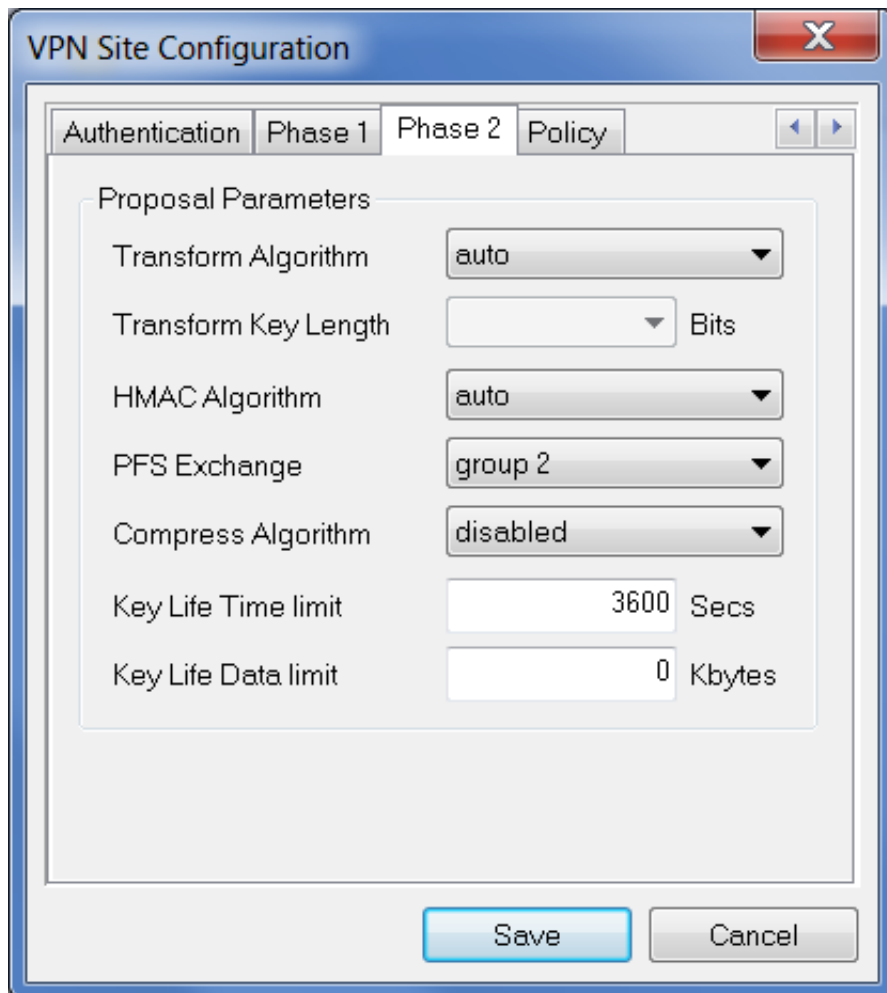 VPN Site Configuration
Authentication Phase 1 Phase 2 Policy
Proposal Parameters
Transform Algorithm auto
Transform Key Length Bits
HMAC Algorithm auto
PFS Exchange group 2
Compress Algorithm disabled
Key Life Time limit 3600 Secs
Key Life Data limit 0 Kbytes
Save Cancel